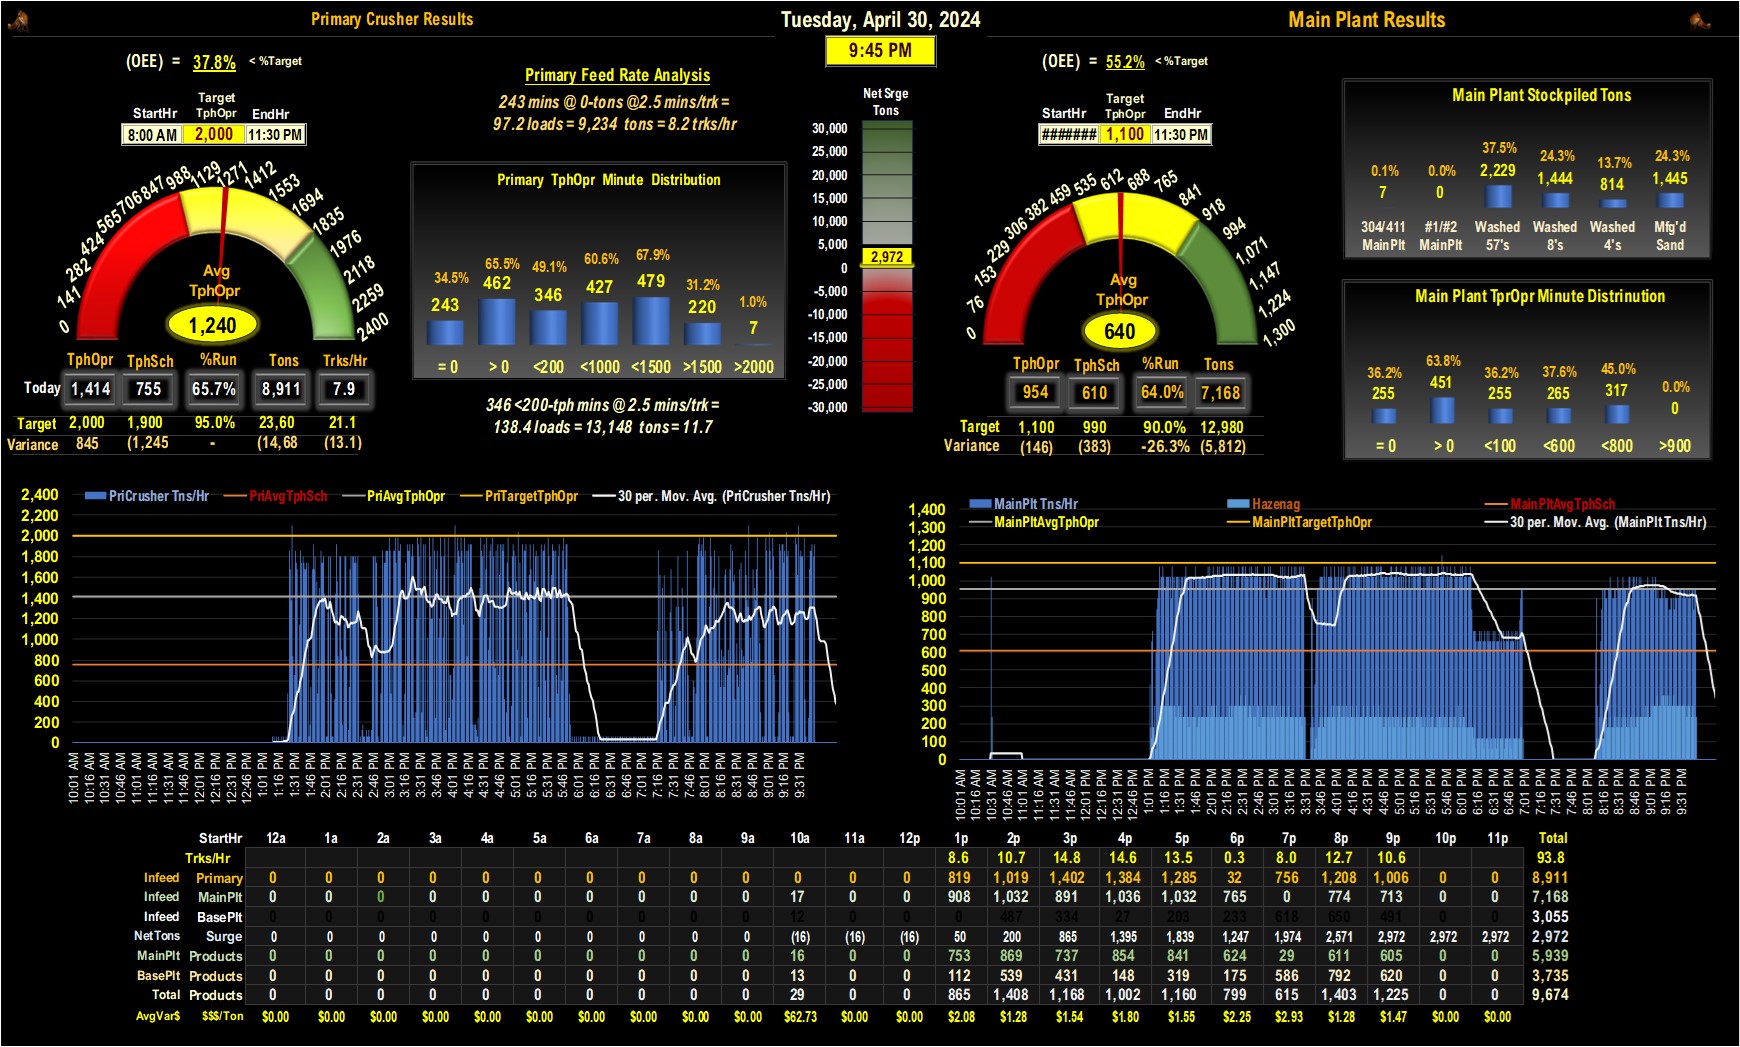 Primary Crusher Results
Tuesday, April 30, 2024
Main Plant Results
9:45 PM
(OEE) = 37.8% < %Target
StartHr Target TphOpr EndHr
8:00 AM 2,000 11:30 PM
0 141 282 424 565 706 847 988 1129 1271 1412 1553 1694 1835 1976 2118 2259 2400
Avg
TphOpr
1,240
TphOpr TphSch %Run Tons Trks/Hr
Today 1,414 755 65.7% 8,911 7.9
Target 2,000 1,900 95.0% 23,60 21.1
Variance 845 (1,245 - (14,68 (13.1)
Primary Feed Rate Analysis
243 mins @ 0-tons @2.5 mins/trk =
97.2 loads = 9,234 tons = 8.2 trks/hr
Primary TphOpr Minute Distribution
34.5% 65.5% 49.1% 60.6% 67.9% 31.2% 1.0%
243 462 346 427 479 220 7
= 0 > 0 <200 <1000 <1500 >1500 >2000
346 <200-tph mins @ 2.5 mins/trk =
138.4 loads = 13,148 tons = 11.7
Net Srge
Tons
30,000
25,000
20,000
15,000
10,000
5,000
2,972
0
-5,000
-10,000
-15,000
-20,000
-25,000
-30,000
(OEE) = 55.2% < %Target
StartHr Target TphOpr EndHr
####### 1,100 11:30 PM
0 76 153 229 306 382 459 535 612 688 765 841 918 994 1,071 1,147 1,224 1,300
Avg
TphOpr
640
TphOpr TphSch %Run Tons
954 610 64.0% 7,168
Target 1,100 990 90.0% 12,980
Variance (146) (383) -26.3% (5,812)
Main Plant Stockpiled Tons
0.1% 0.0% 37.5% 24.3% 13.7% 24.3%
7 0 2,229 1,444 814 1,445
304/411 #1/#2 Washed Washed Washed Mfg'd
MainPlt MainPlt 57's 8's 4's Sand
Main Plant TprOpr Minute Distrinution
36.2% 63.8% 36.2% 37.6% 45.0% 0.0%
255 451 255 265 317 0
= 0 > 0 <100 <600 <800 >900
PriCrusher Tns/Hr PriAvgTphSch PriAvgTphOpr PriTargetTphOpr 30 per. Mov. Avg. (PriCrusher Tns/Hr)
2,400
2,200
2,000
1,800
1,600
1,400
1,200
1,000
800
600
400
200
0
10:01 AM 10:16 AM 10:31 AM 10:46 AM 11:01 AM 11:16 AM 11:31 AM 11:46 AM 12:01 PM 12:16 PM 12:31 PM 12:46 PM 1:01 PM 1:16 PM 1:31 PM 1:46 PM 2:01 PM 2:16 PM 2:31 PM 2:46 PM 3:01 PM 3:16 PM 3:31 PM 3:46 PM 4:01 PM 4:16 PM 4:31 PM 4:46 PM 5:01 PM 5:16 PM 5:31 PM 5:46 PM 6:01 PM 6:16 PM 6:31 PM 6:46 PM 7:01 PM 7:16 PM 7:31 PM 7:46 PM 8:01 PM 8:16 PM 8:31 PM 8:46 PM 9:01 PM 9:16 PM 9:31 PM
MainPlt Tns/Hr Hazenag MainPltAvgTphSch
MainPltAvgTphOpr MainPltTargetTphOpr 30 per. Mov. Avg. (MainPlt Tns/Hr)
1,400
1,300
1,200
1,100
1,000
900
800
700
600
500
400
300
200
100
0
10:01 AM 10:16 AM 10:31 AM 10:46 AM 11:01 AM 11:16 AM 11:31 AM 11:46 AM 12:01 PM 12:16 PM 12:31 PM 12:46 PM 1:01 PM 1:16 PM 1:31 PM 1:46 PM 2:01 PM 2:16 PM 2:31 PM 2:46 PM 3:01 PM 3:16 PM 3:31 PM 3:46 PM 4:01 PM 4:16 PM 4:31 PM 4:46 PM 5:01 PM 5:16 PM 5:31 PM 5:46 PM 6:01 PM 6:16 PM 6:31 PM 6:46 PM 7:01 PM 7:16 PM 7:31 PM 7:46 PM 8:01 PM 8:16 PM 8:31 PM 8:46 PM 9:01 PM 9:16 PM 9:31 PM
StartHr 12a 1a 2a 3a 4a 5a 6a 7a 8a 9a 10a 11a 12p 1p 2p 3p 4p 5p 6p 7p 8p 9p 10p 11p Total
Trks/Hr 8.6 10.7 14.8 14.6 13.5 0.3 8.0 12.7 10.6 93.8
Infeed Primary 0 0 0 0 0 0 0 0 0 0 0 0 0 819 1,019 1,402 1,384 1,285 32 756 1,208 1,006 0 0 8,911
Infeed MainPlt 0 0 0 0 0 0 0 0 0 0 17 0 0 908 1,032 891 1,036 1,032 765 0 774 713 0 0 7,168
Infeed BasePlt 0 0 0 0 0 0 0 0 0 0 12 0 0 0 487 334 27 203 233 618 650 491 0 0 3,055
NetTons Surge 0 0 0 0 0 0 0 0 0 0 (16) (16) (16) 50 200 865 1,395 1,839 1,247 1,974 2,571 2,972 2,972 2,972 2,972
MainPlt Products 0 0 0 0 0 0 0 0 0 0 16 0 0 753 869 737 854 841 624 29 611 605 0 0 5,939
BasePlt Products 0 0 0 0 0 0 0 0 0 0 13 0 0 112 539 431 148 319 175 586 792 620 0 0 3,735
Total Products 0 0 0 0 0 0 0 0 0 0 29 0 0 865 1,408 1,168 1,002 1,160 799 615 1,403 1,225 0 0 9,674
AvgVar$ $$$/Ton $0.00 $0.00 $0.00 $0.00 $0.00 $0.00 $0.00 $0.00 $0.00 $0.00 $62.73 $0.00 $0.00 $2.08 $1.28 $1.54 $1.80 $1.55 $2.25 $2.93 $1.28 $1.47 $0.00 $0.00